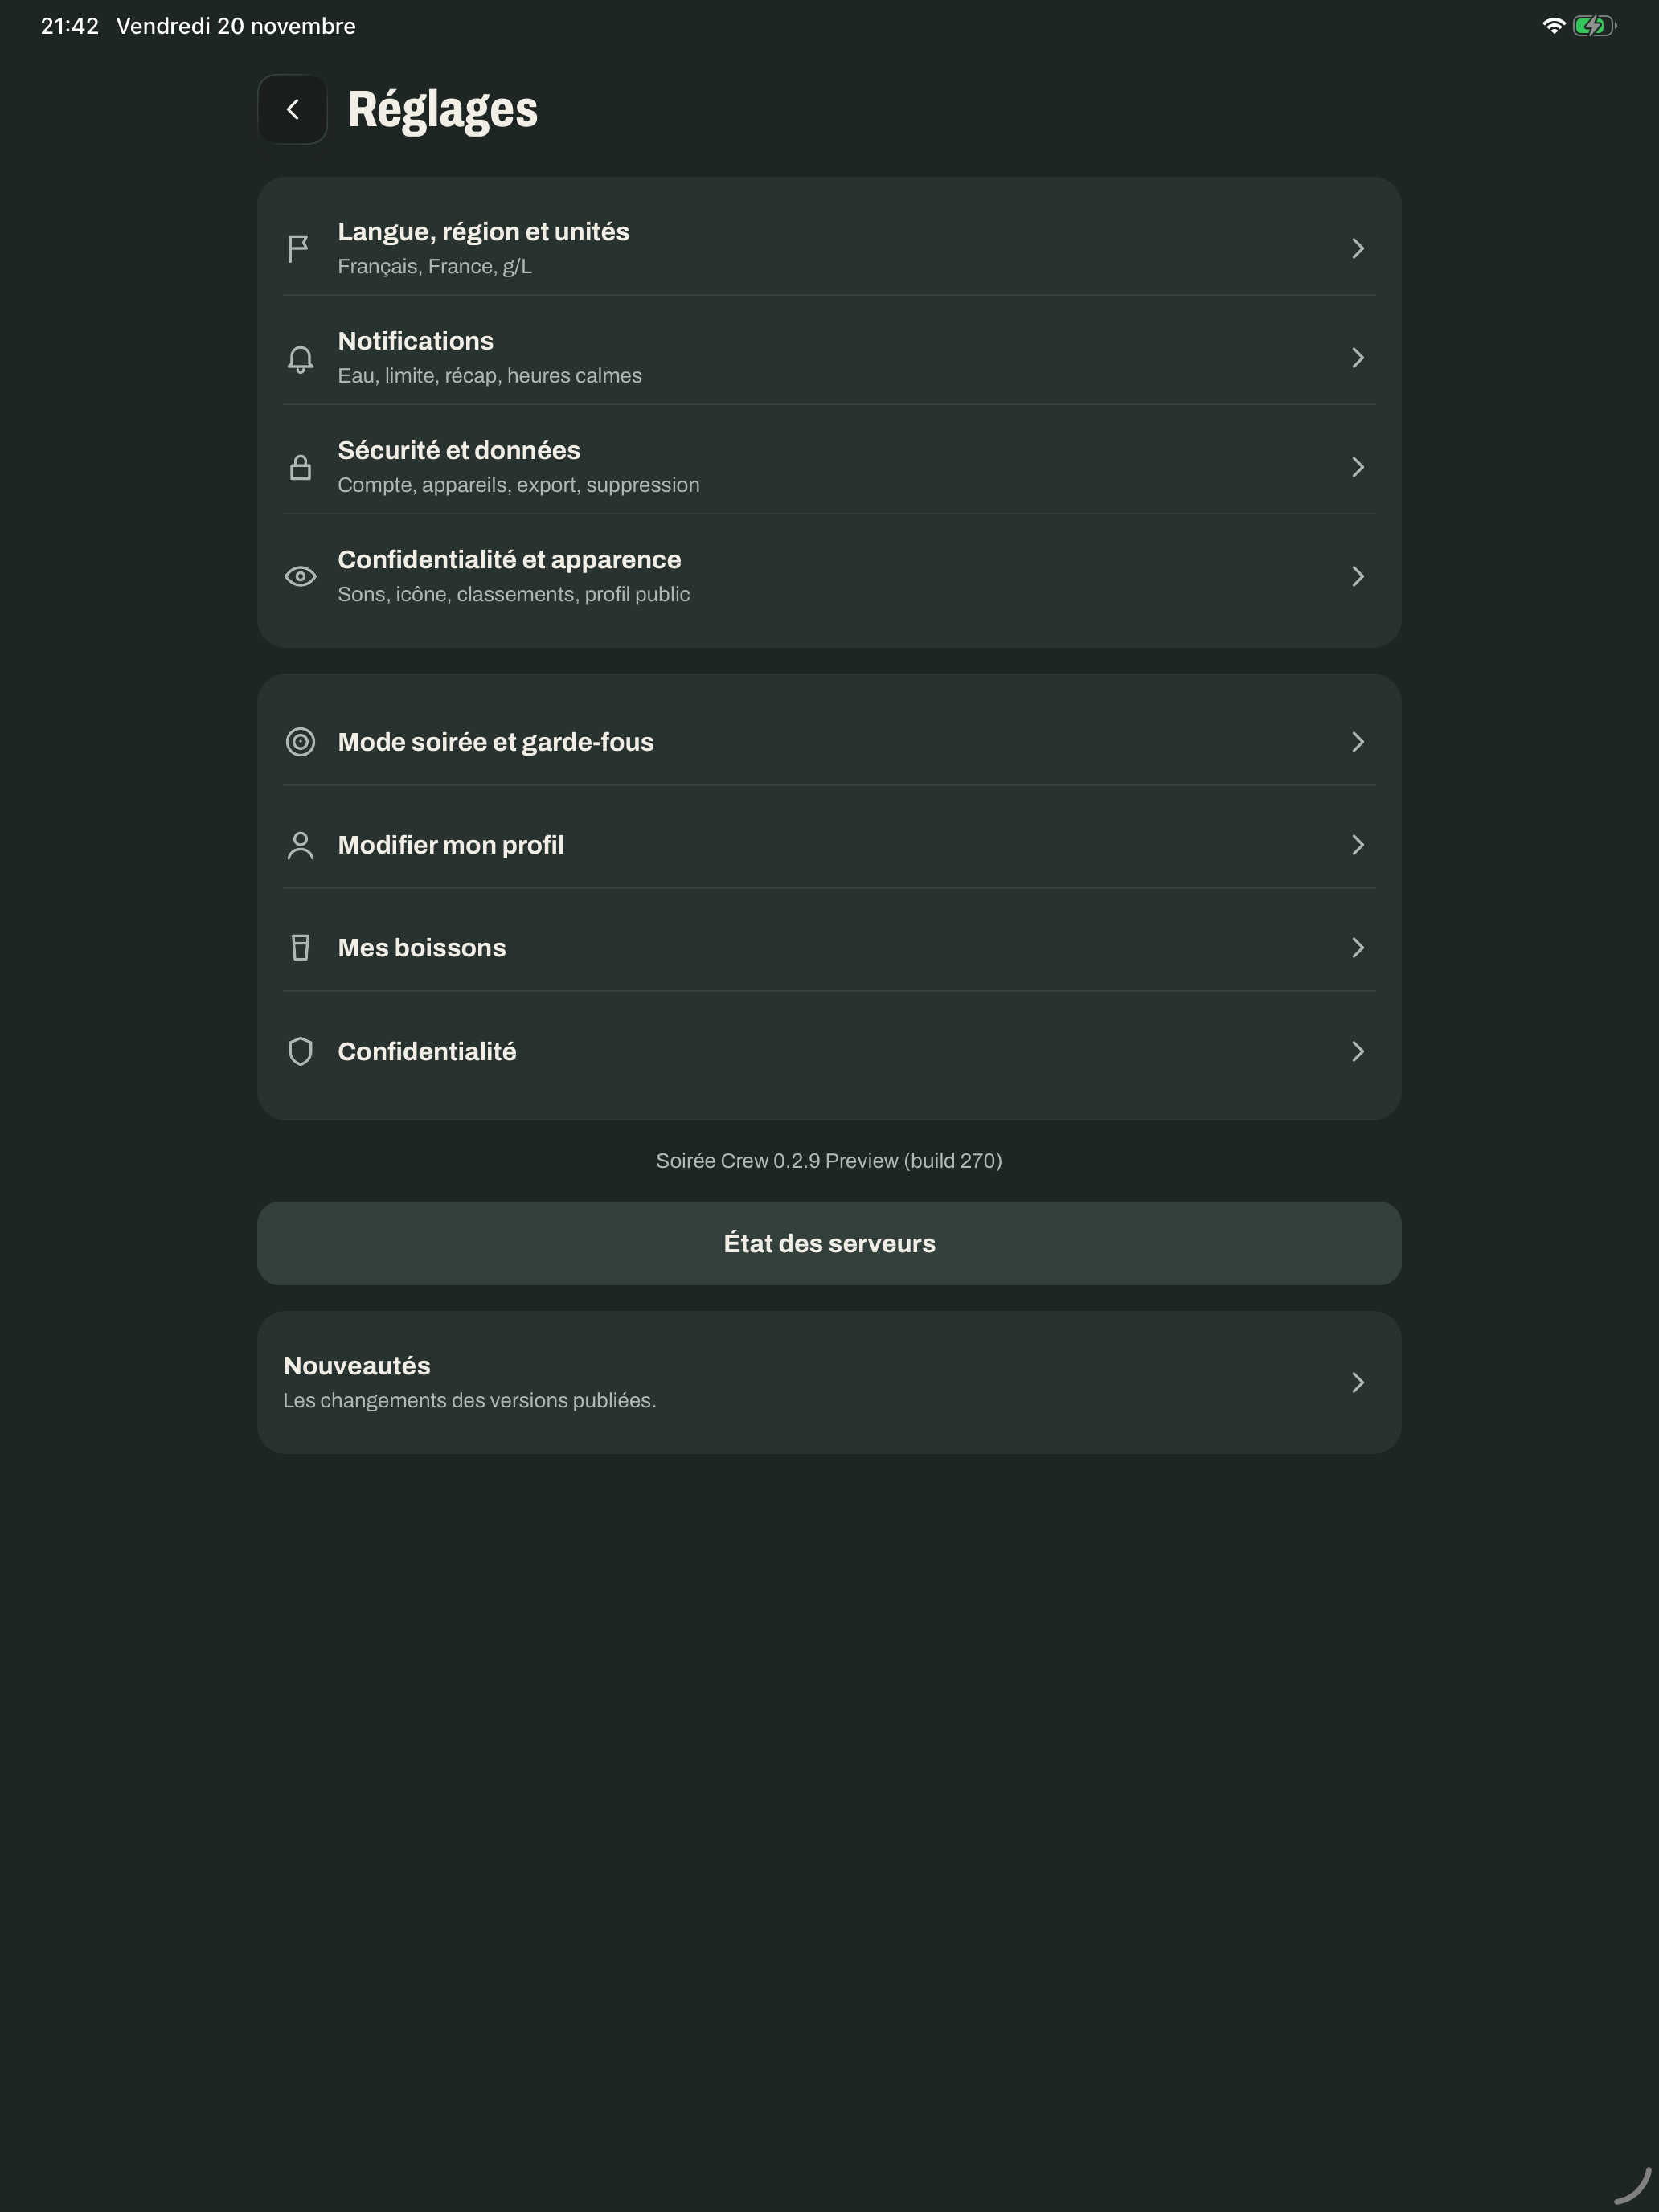 21:42 Vendredi 20 novembre
Réglages
Langue, région et unités
Français, France, g/L
Notifications
Eau, limite, récap, heures calmes
Sécurité et données
Compte, appareils, export, suppression
Confidentialité et apparence
Sons, icône, classements, profil public
Mode soirée et garde-fous
Modifier mon profil
Mes boissons
Confidentialité
Soirée Crew 0.2.9 Preview (build 270)
État des serveurs
Nouveautés
Les changements des versions publiées.